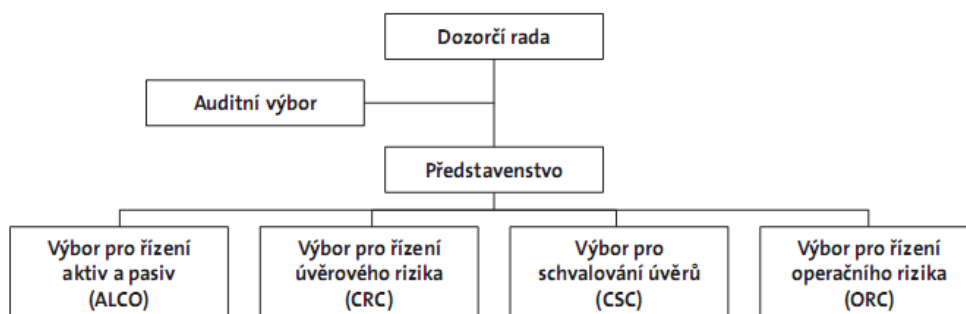 Dozorčí rada
Auditní výbor
Představenstvo
Výbor pro řízení
aktiv a pasiv
(ALCO)
Výbor pro řízení
úvěrového rizika
(CRC)
Výbor pro
schvalování úvěrů
(CSC)
Výbor pro řízení
operačního rizika
(ORC)